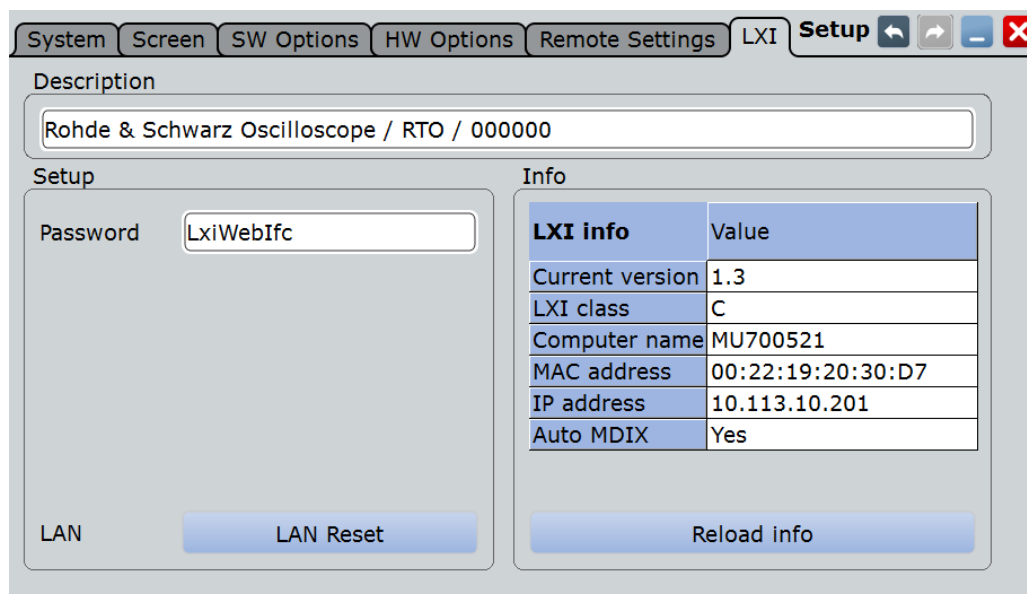 System Screen SW Options HW Options Remote Settings LXI Setup
Description
Rohde & Schwarz Oscilloscope / RTO / 000000
Setup
Password LxiWebIfc
LAN LAN Reset
Info
LXI info Value
Current version 1.3
LXI class C
Computer name MU700521
MAC address 00:22:19:20:30:D7
IP address 10.113.10.201
Auto MDIX Yes
Reload info